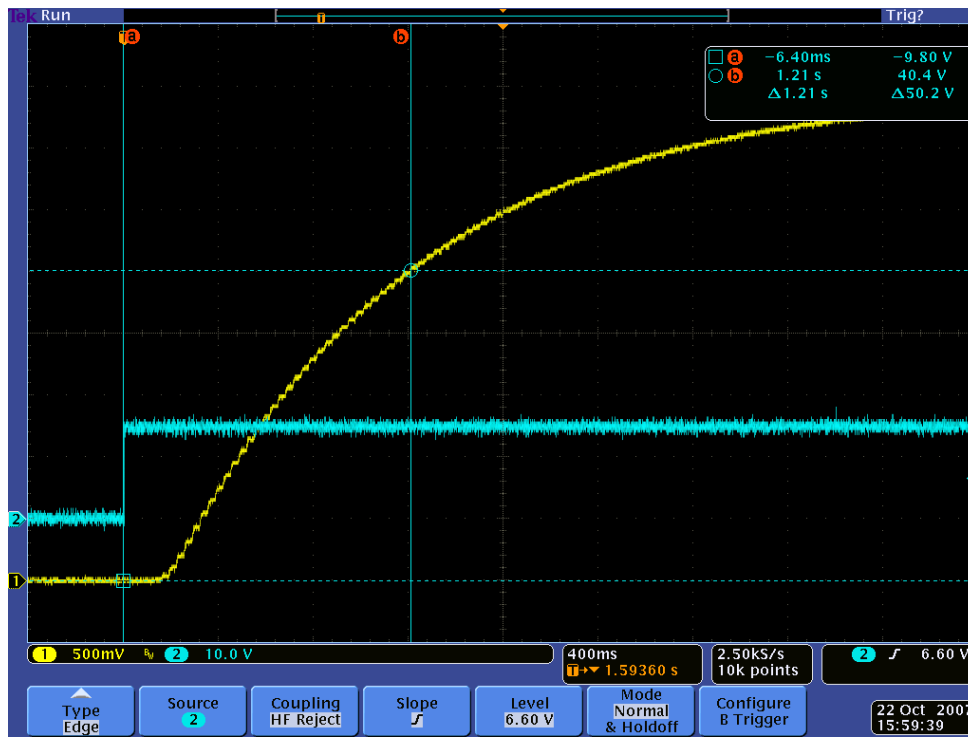 Tek Run Trig?
T a b
a −6.40ms −9.80 V
b 1.21 s 40.4 V
Δ1.21 s Δ50.2 V
2
1
1 500mV BW 2 10.0 V
400ms
T→▼ 1.59360 s
2.50kS/s
10k points
2 6.60 V
Type
Edge
Source
2
Coupling
HF Reject
Slope
Level
6.60 V
Mode
Normal
& Holdoff
Configure
B Trigger
22 Oct 2007
15:59:39